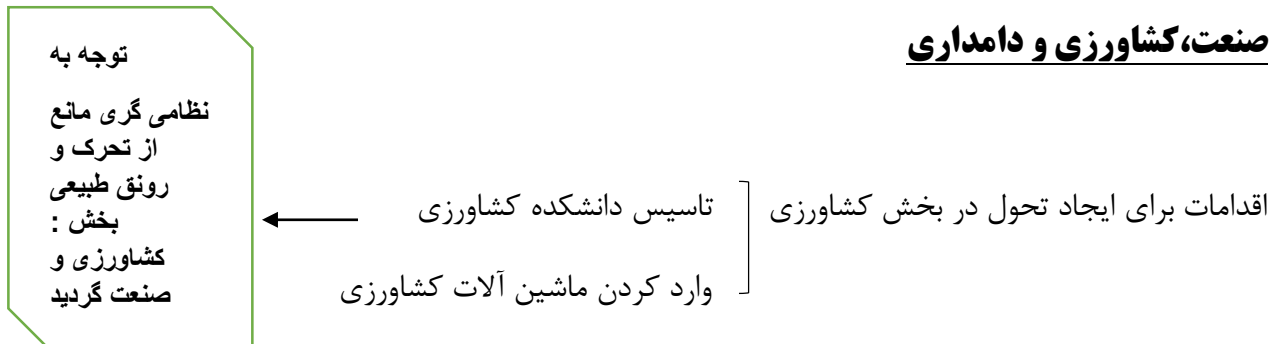 صنعت،کشاورزی و دامداری
اقدامات برای ایجاد تحول در بخش کشاورزی
تاسیس دانشکده کشاورزی
وارد کردن ماشین آلات کشاورزی
توجه به
نظامی گری مانع
از تحرک و
رونق طبیعی
بخش :
کشاورزی و
صنعت گردید